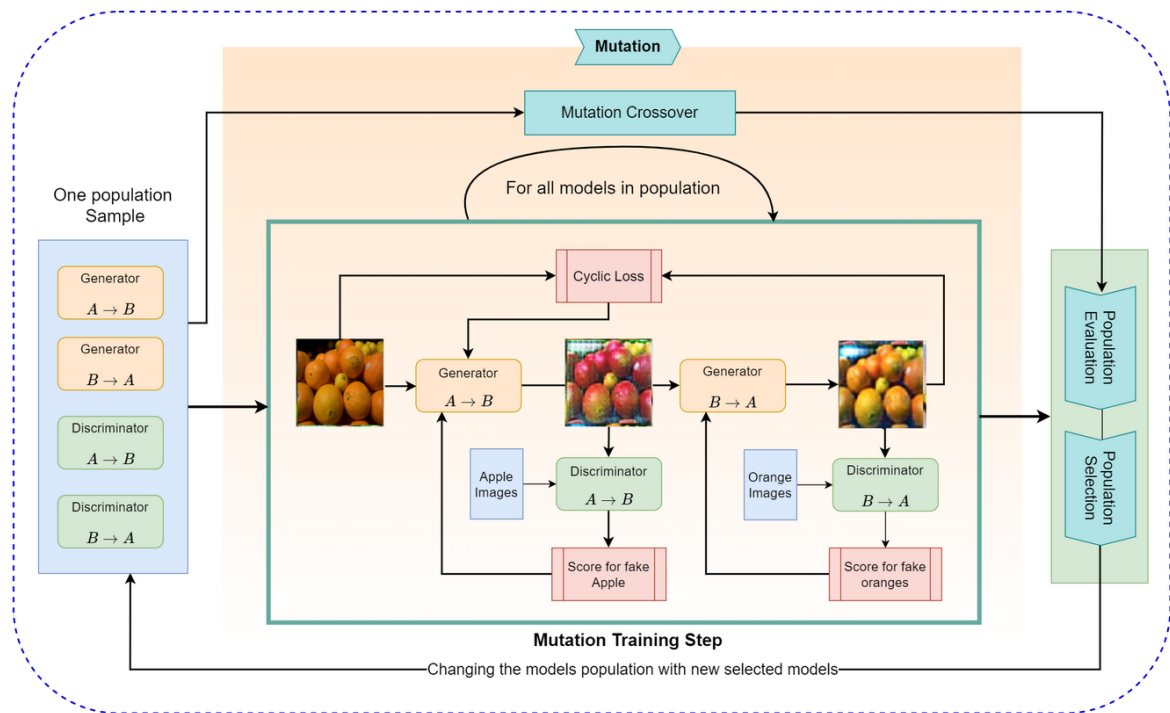 Mutation
Mutation Crossover
For all models in population
One population
Sample
Generator
A → B
Generator
B → A
Discriminator
A → B
Discriminator
B → A
Cyclic Loss
Generator
A → B
Generator
B → A
Apple
Images
Discriminator
A → B
Orange
Images
Discriminator
B → A
Score for fake
Apple
Score for fake
oranges
Population
Evaluation
Population
Selection
Mutation Training Step
Changing the models population with new selected models